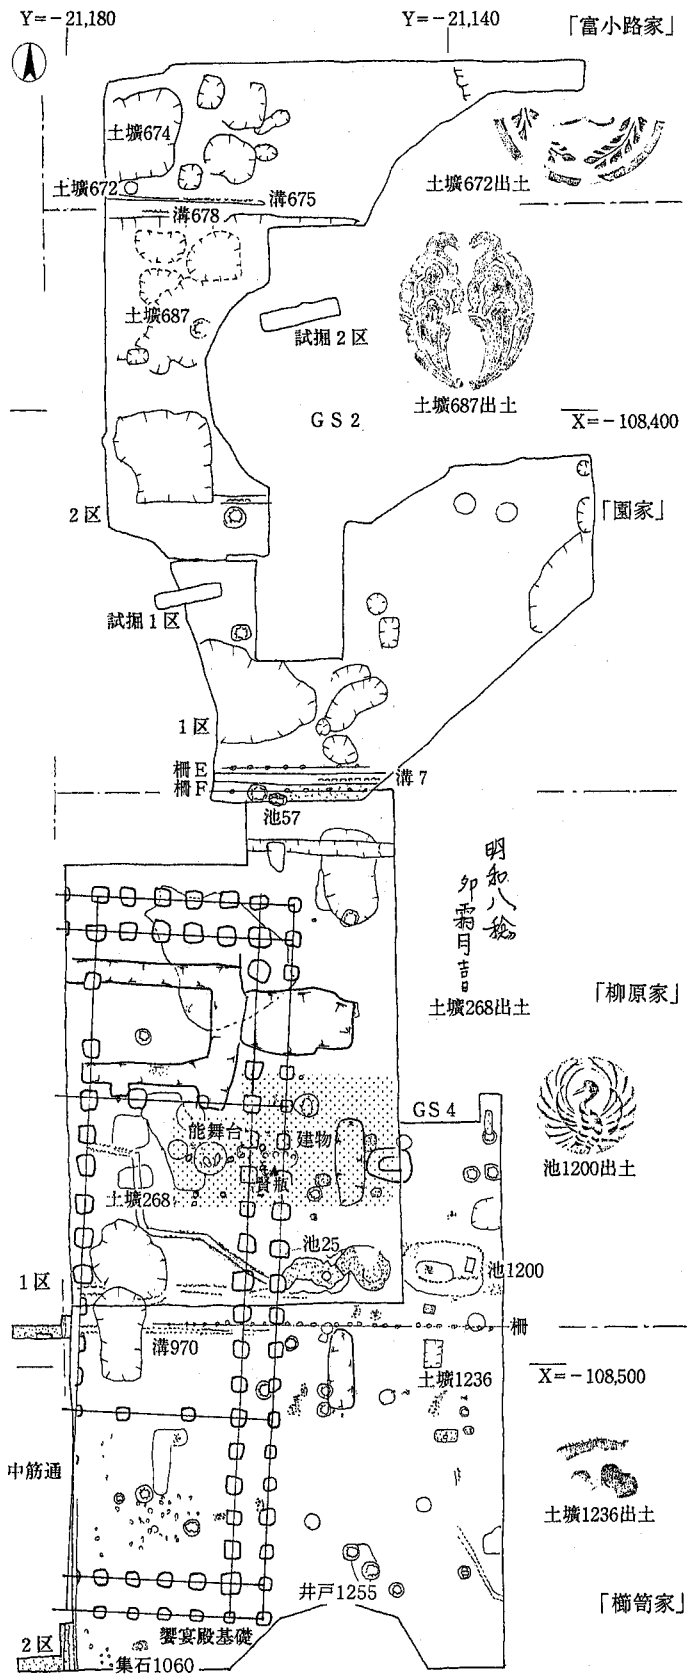 Y=−21,180
Y=−21,140
「富小路家」
土壙674
土壙672
溝675
溝678
土壙672出土
土壙687
試掘2区
土壙687出土
GS2
X=−108,400
2区
「園家」
試掘1区
1区
柵E
柵F
溝7
池57
明和八
卯霜月吉日
土壙268出土
「柳原家」
GS4
能舞台
建物
賢瓶
土壙268
池1200出土
池25
池1200
1区
柵
溝970
土壙1236
X=−108,500
中筋通
土壙1236出土
井戸1255
「櫛笥家」
饗宴殿基礎
2区
集石1060